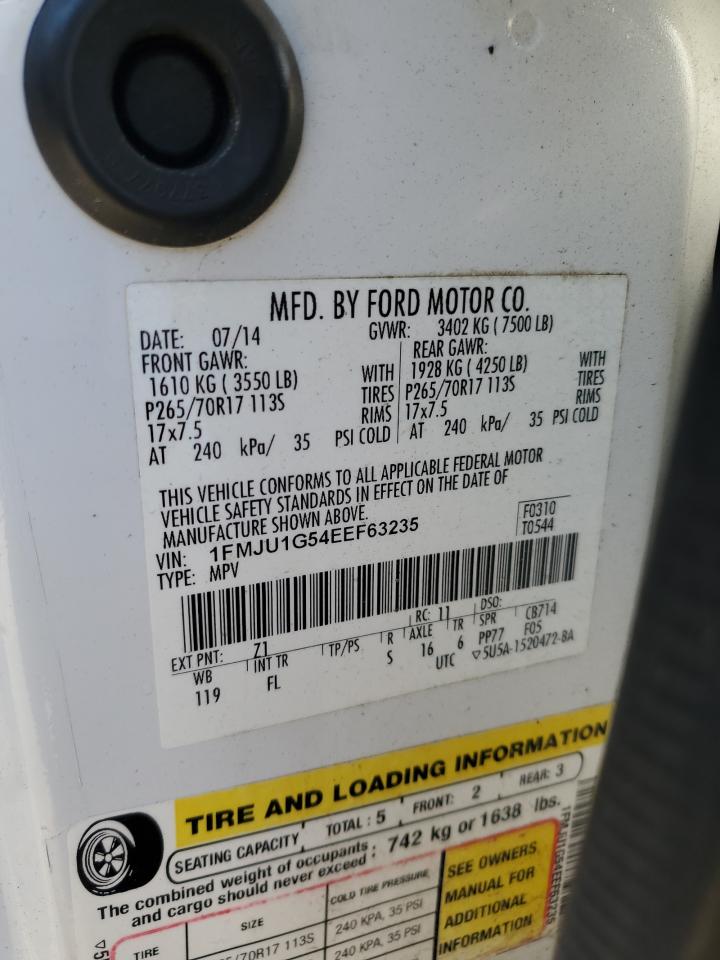 MFD. BY FORD MOTOR CO.
DATE: 07/14 GVWR: 3402 KG ( 7500 LB)
FRONT GAWR: REAR GAWR:
1610 KG ( 3550 LB) WITH 1928 KG ( 4250 LB) WITH
P265/70R17 113S TIRES P265/70R17 113S TIRES
17x7.5 RIMS 17x7.5 RIMS
AT 240 kPa/ 35 PSI COLD AT 240 kPa/ 35 PSI COLD
THIS VEHICLE CONFORMS TO ALL APPLICABLE FEDERAL MOTOR
VEHICLE SAFETY STANDARDS IN EFFECT ON THE DATE OF
MANUFACTURE SHOWN ABOVE.
VIN: 1FMJU1G54EEF63235 F0310
TYPE: MPV T0544
EXT PNT: Z1 RC: 11 DSO:
WB INT TR TP/PS R AXLE TR SPR CB714
119 FL S 16 6 PP77 F05
UTC ▽5U5A-1520472-BA
TIRE AND LOADING INFORMATION
SEATING CAPACITY TOTAL : 5 FRONT: 2 REAR: 3
The combined weight of occupants : 742 kg or 1638 lbs.
and cargo should never exceed
TIRE SIZE COLD TIRE PRESSURE
/70R17 113S 240 KPA, 35 PSI
240 KPA, 35 PSI
SEE OWNERS
MANUAL FOR
ADDITIONAL
INFORMATION